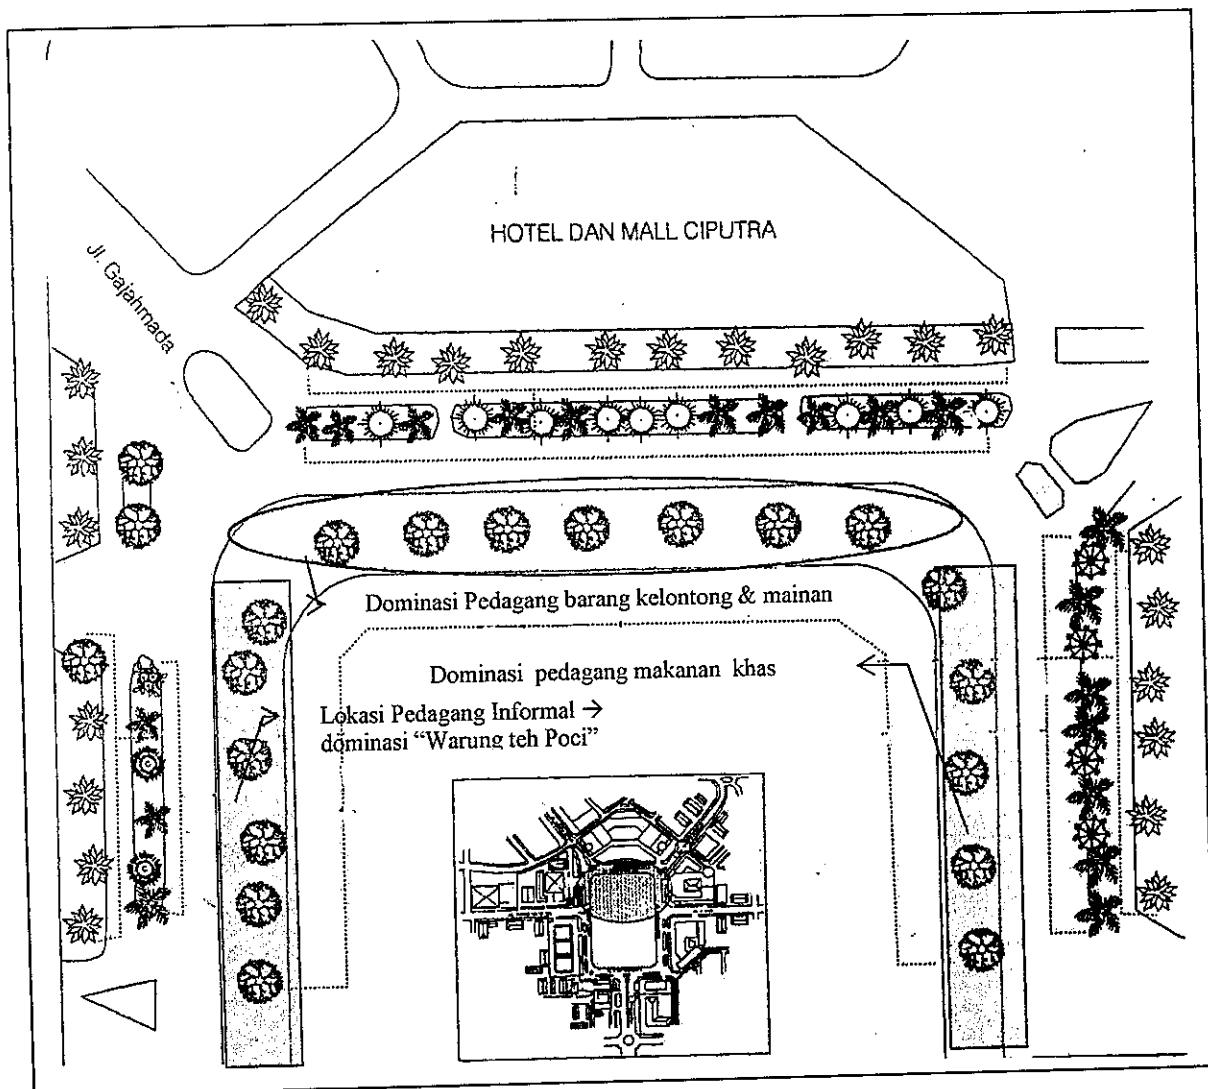 HOTEL DAN MALL CIPUTRA
Jl. Gajahmada
Dominasi Pedagang barang kelontong & mainan
Dominasi pedagang makanan khas
Lokasi Pedagang Informal →
dominasi “Warung teh Poci”